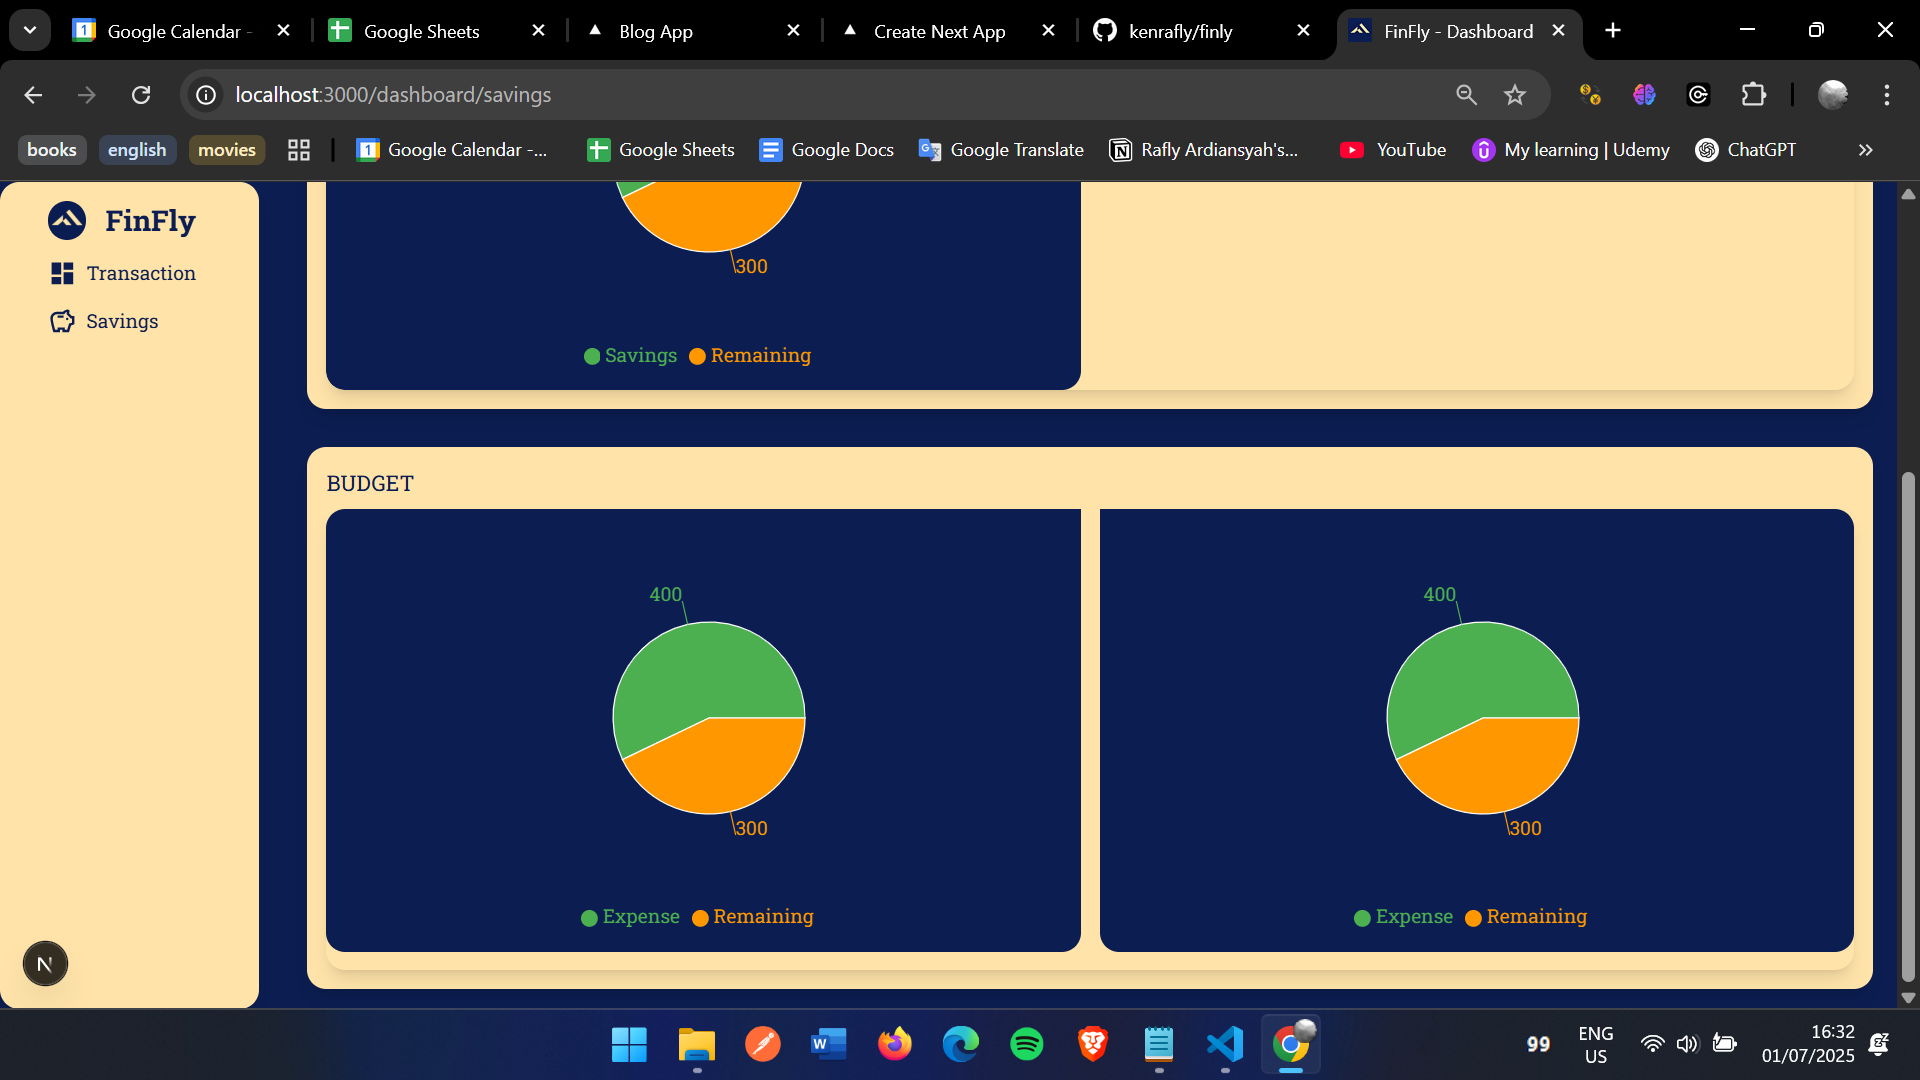 Google Calendar -
Google Sheets
Blog App
Create Next App
kenrafly/finly
FinFly - Dashboard
localhost:3000/dashboard/savings
books
english
movies
Google Calendar -...
Google Sheets
Google Docs
Google Translate
Rafly Ardiansyah's...
YouTube
My learning | Udemy
ChatGPT
FinFly
Transaction
Savings
300
Savings
Remaining
BUDGET
400
300
Expense
Remaining
400
300
Expense
Remaining
N
99
ENG
US
16:32
01/07/2025